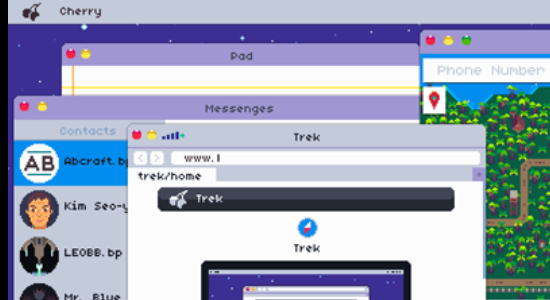 Cherry
Pad
Phone Number
Messenges
Contacts
Trek
www.l
AB
Abcraft.bp
trek/home
Trek
Kim Seo-y
Trek
LEOBB.bp
Mr. Blue